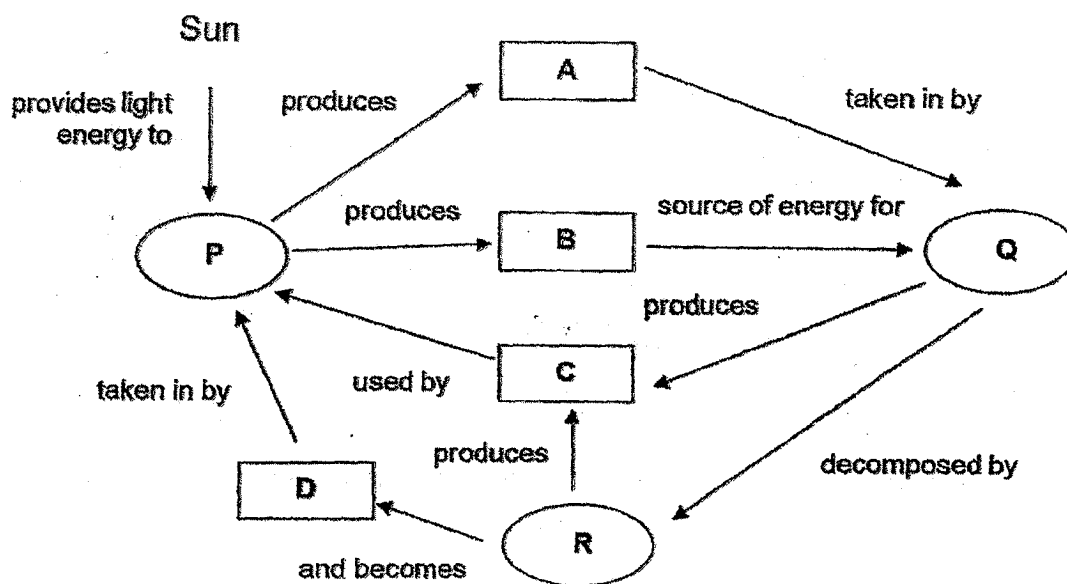 Sun
A
provides light
energy to
produces
taken in by
P
produces
B
source of energy for
Q
produces
taken in by
used by
C
D
produces
decomposed by
R
and becomes